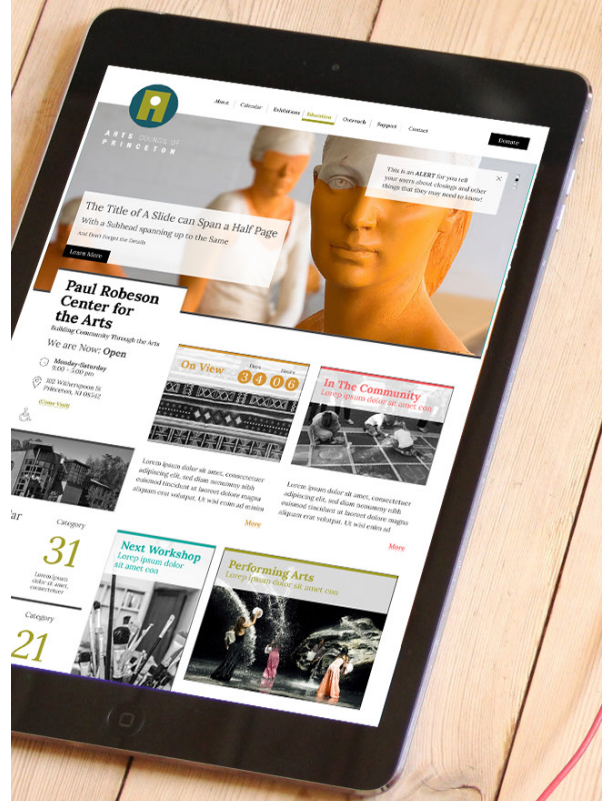 ARTS COUNCIL OF
PRINCETON
About
Calendar
Exhibitions
Education
Outreach
Support
Contact
Donate
This is an ALERT for you tell
your users about closings and other
things that they may need to know!
The Title of A Slide can Span a Half Page
With a Subhead spanning up to the Same
And Don't Forget the Details
Learn More
Paul Robeson
Center for
the Arts
Building Community Through the Arts
We are Now: Open
Monday-Saturday
9:00 - 5:00 pm
102 Witherspoon St
Princeton, NJ 08542
(Come Visit)
On View
Days
Hours
3 4 0 6
In The Community
Lorep ipsum dolor sit amet con
Lorem ipsum dolor sit amet, consectetuer
adipiscing elit, sed diam nonummy nibh
euismod tincidunt ut laoreet dolore magna
aliquam erat volutpat. Ut wisi enim ad minim
More
Lorem ipsum dolor sit amet, consectetuer
adipiscing elit, sed diam nonummy nibh
euismod tincidunt ut laoreet dolore magna
aliquam erat volutpat. Ut wisi enim ad
More
ar
Category
31
Lorem ipsum
dolor sit amet,
consectetuer
Category
21
Next Workshop
Lorep ipsum dolor
sit amet con
Performing Arts
Lorep ipsum dolor sit amet con